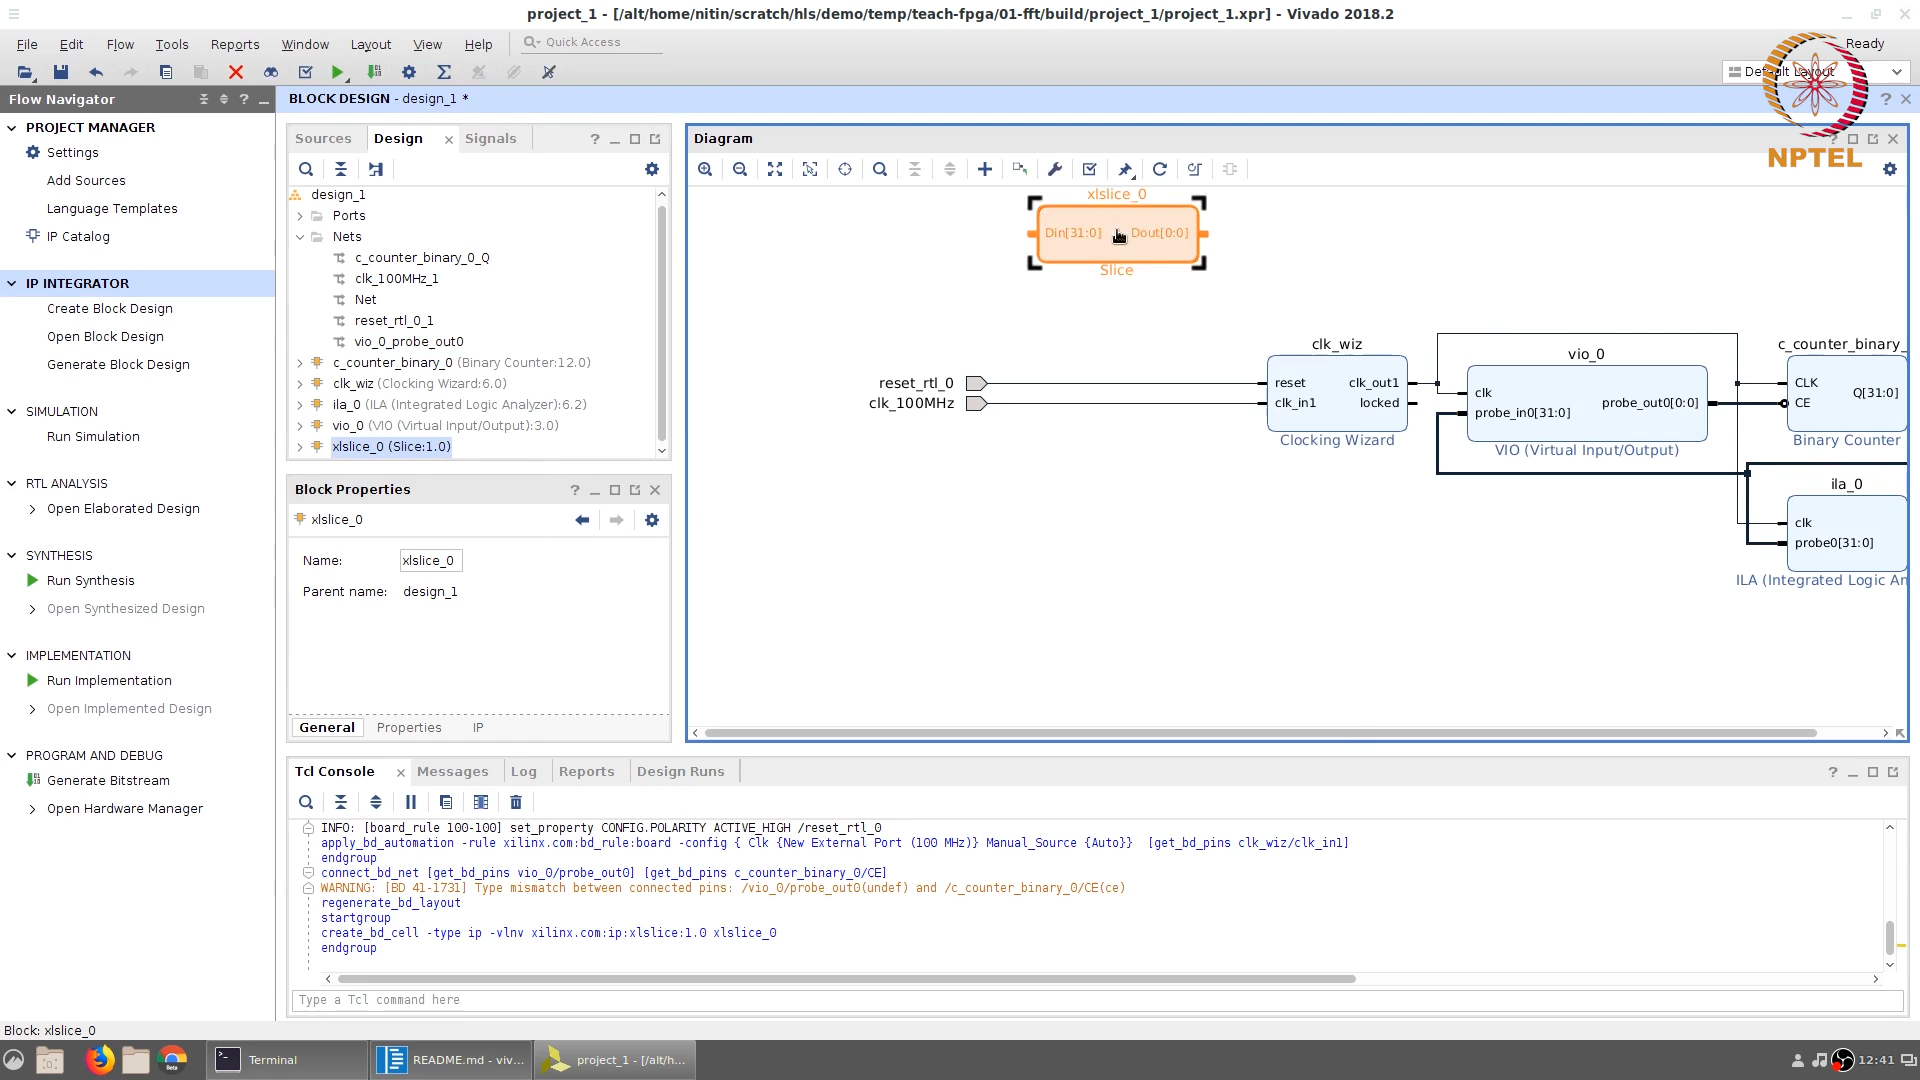 project_1 - [/alt/home/nitin/scratch/hls/demo/temp/teach-fpga/01-fft/build/project_1/project_1.xpr] - Vivado 2018.2
File Edit Flow Tools Reports Window Layout View Help Quick Access
Ready
Default Layout
NPTEL
Flow Navigator
PROJECT MANAGER
Settings
Add Sources
Language Templates
IP Catalog
IP INTEGRATOR
Create Block Design
Open Block Design
Generate Block Design
SIMULATION
Run Simulation
RTL ANALYSIS
Open Elaborated Design
SYNTHESIS
Run Synthesis
Open Synthesized Design
IMPLEMENTATION
Run Implementation
Open Implemented Design
PROGRAM AND DEBUG
Generate Bitstream
Open Hardware Manager
BLOCK DESIGN - design_1 *
Sources Design Signals
design_1
Ports
Nets
c_counter_binary_0_Q
clk_100MHz_1
Net
reset_rtl_0_1
vio_0_probe_out0
c_counter_binary_0 (Binary Counter:12.0)
clk_wiz (Clocking Wizard:6.0)
ila_0 (ILA (Integrated Logic Analyzer):6.2)
vio_0 (VIO (Virtual Input/Output):3.0)
xlslice_0 (Slice:1.0)
Block Properties
xlslice_0
Name: xlslice_0
Parent name: design_1
General Properties IP
Diagram
xlslice_0
Din[31:0] Dout[0:0]
Slice
reset_rtl_0
clk_100MHz
clk_wiz
reset clk_out1
clk_in1 locked
Clocking Wizard
vio_0
clk
probe_in0[31:0] probe_out0[0:0]
VIO (Virtual Input/Output)
c_counter_binary_
CLK
CE Q[31:0]
Binary Counter
ila_0
clk
probe0[31:0]
ILA (Integrated Logic An
Tcl Console Messages Log Reports Design Runs
INFO: [board_rule 100-100] set_property CONFIG.POLARITY ACTIVE_HIGH /reset_rtl_0
apply_bd_automation -rule xilinx.com:bd_rule:board -config { Clk {New External Port (100 MHz)} Manual_Source {Auto}}  [get_bd_pins clk_wiz/clk_in1]
endgroup
connect_bd_net [get_bd_pins vio_0/probe_out0] [get_bd_pins c_counter_binary_0/CE]
WARNING: [BD 41-1731] Type mismatch between connected pins: /vio_0/probe_out0(undef) and /c_counter_binary_0/CE(ce)
regenerate_bd_layout
startgroup
create_bd_cell -type ip -vlnv xilinx.com:ip:xlslice:1.0 xlslice_0
endgroup
Type a Tcl command here
Block: xlslice_0
Terminal
README.md - viv...
project_1 - [/alt/h...
12:41